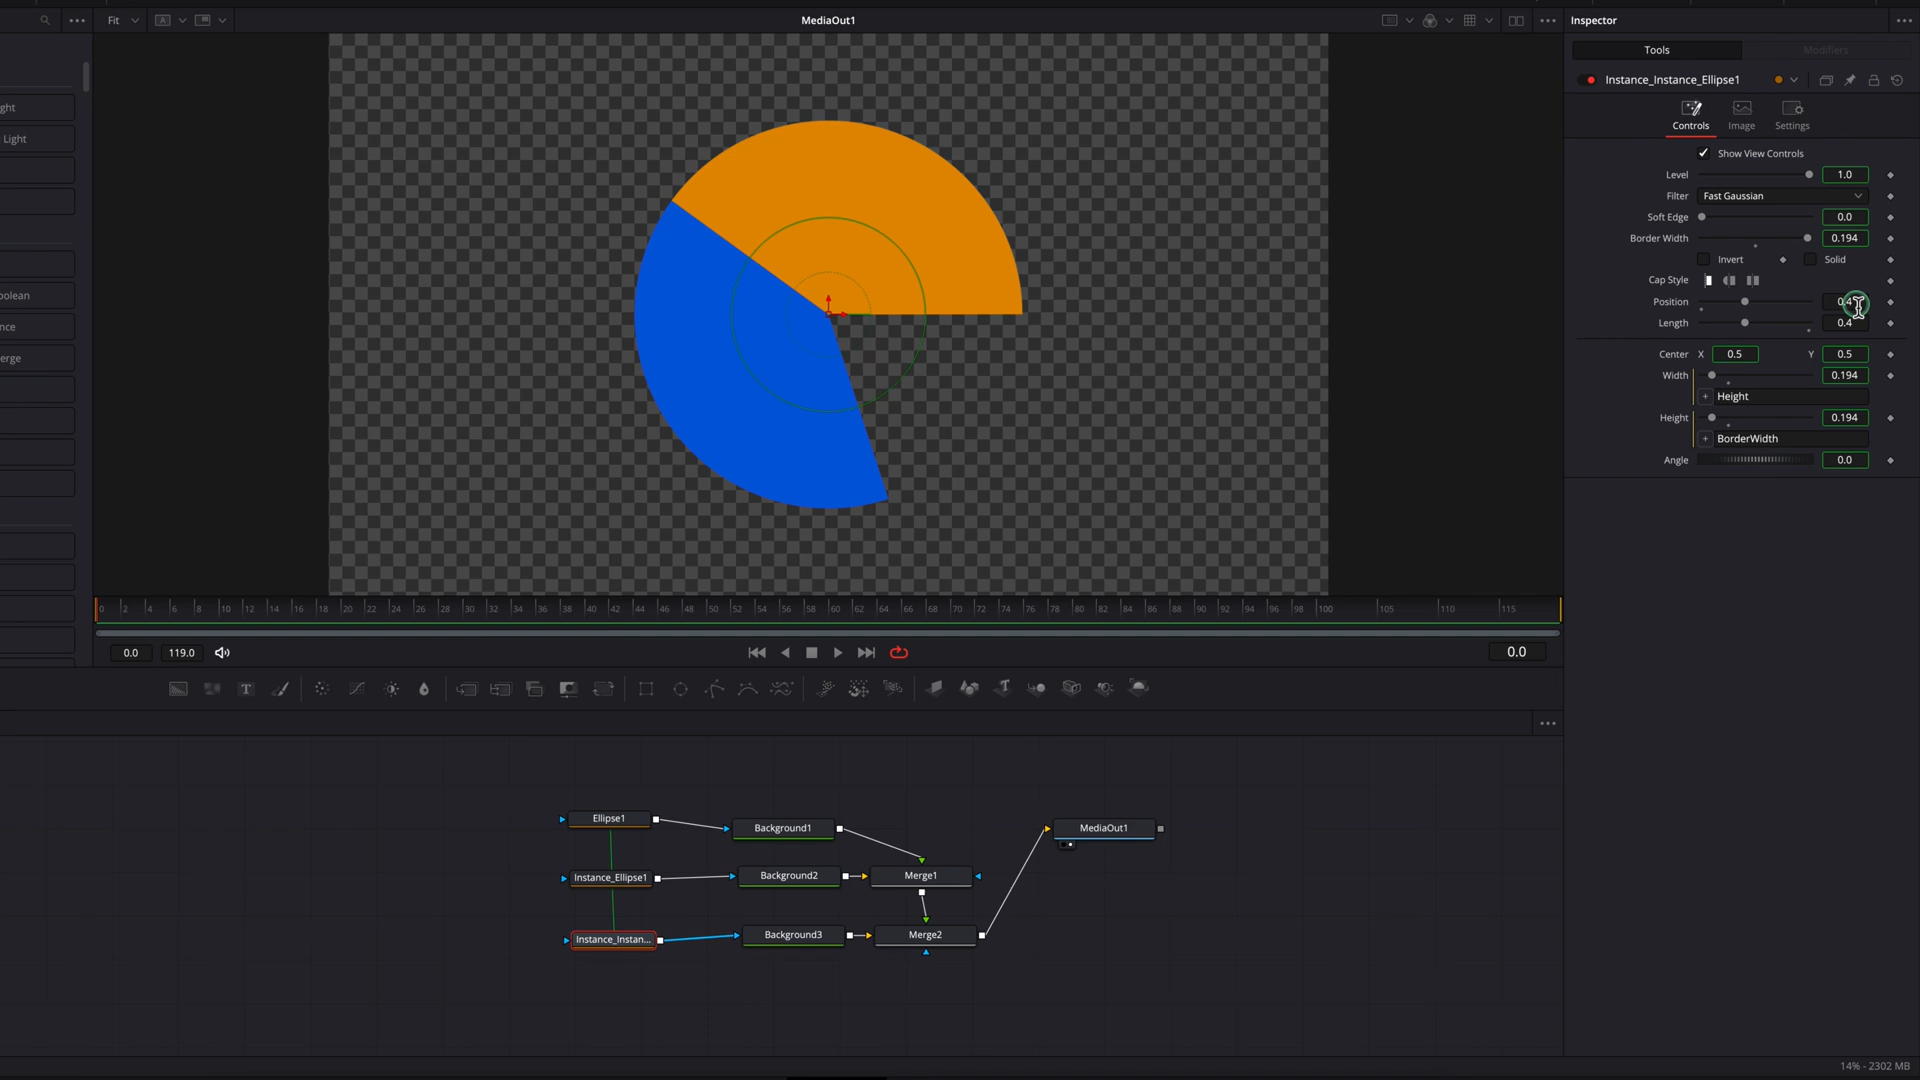 Fit
MediaOut1
Inspector
Tools
Modifiers
ght
Light
oolean
nce
erge
Instance_Instance_Ellipse1
Controls
Image
Settings
Show View Controls
Level
1.0
Filter
Fast Gaussian
Soft Edge
0.0
Border Width
0.194
Invert
Solid
Cap Style
Position
0.4
Length
0.4
Center
X
0.5
Y
0.5
Width
0.194
+
Height
Height
0.194
+
BorderWidth
Angle
0.0
0 2 4 6 8 10 12 14 16 18 20 22 24 26 28 30 32 34 36 38 40 42 44 46 48 50 52 54 56 58 60 62 64 66 68 70 72 74 76 78 80 82 84 86 88 90 92 94 96 98 100 105 110 115
0.0
119.0
0.0
T
Ellipse1
Background1
MediaOut1
Instance_Ellipse1
Background2
Merge1
Instance_Instan...
Background3
Merge2
14% - 2302 MB